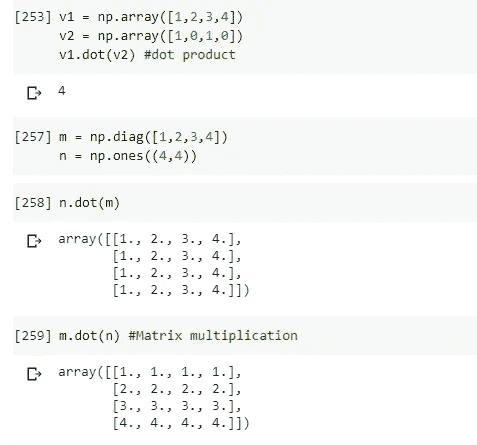 [253] v1 = np.array([1,2,3,4])
v2 = np.array([1,0,1,0])
v1.dot(v2) #dot product
4
[257] m = np.diag([1,2,3,4])
n = np.ones((4,4))
[258] n.dot(m)
array([[1., 2., 3., 4.],
[1., 2., 3., 4.],
[1., 2., 3., 4.],
[1., 2., 3., 4.]])
[259] m.dot(n) #Matrix multiplication
array([[1., 1., 1., 1.],
[2., 2., 2., 2.],
[3., 3., 3., 3.],
[4., 4., 4., 4.]])